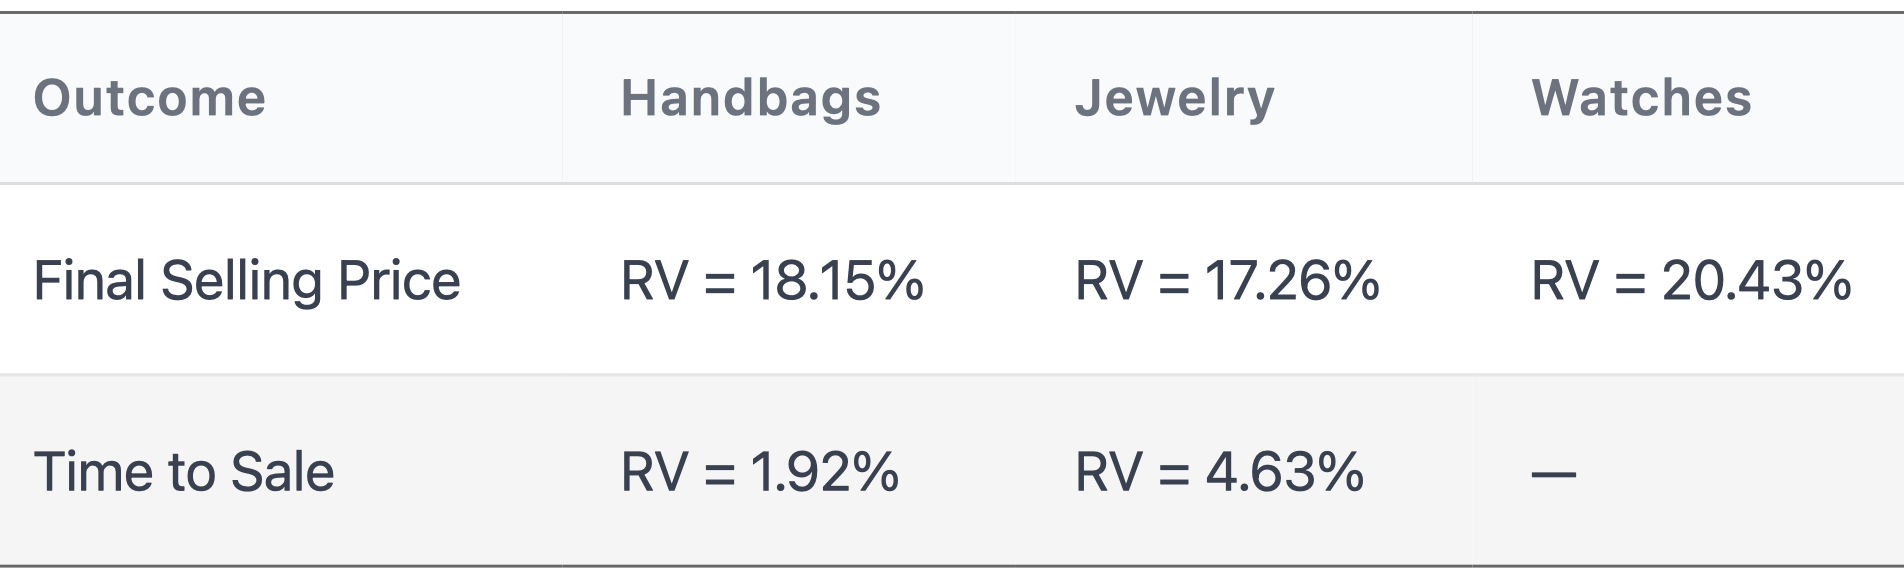 Outcome Handbags Jewelry Watches
Final Selling Price RV = 18.15% RV = 17.26% RV = 20.43%
Time to Sale RV = 1.92% RV = 4.63% —